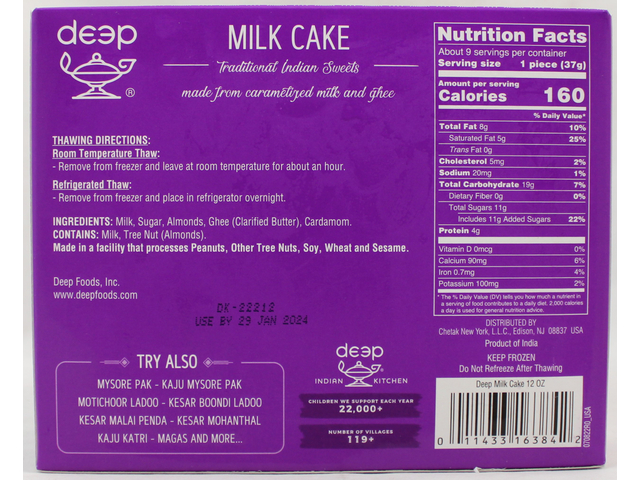 deep
®
MILK CAKE
Traditional Indian Sweets
made from caramelized milk and ghee
THAWING DIRECTIONS:
Room Temperature Thaw:
- Remove from freezer and leave at room temperature for about an hour.
Refrigerated Thaw:
- Remove from freezer and place in refrigerator overnight.
INGREDIENTS: Milk, Sugar, Almonds, Ghee (Clarified Butter), Cardamom.
CONTAINS: Milk, Tree Nut (Almonds).
Made in a facility that processes Peanuts, Other Tree Nuts, Soy, Wheat and Sesame.
Deep Foods, Inc.
www.deepfoods.com
DK-22212
USE BY 29 JAN 2024
TRY ALSO
MYSORE PAK - KAJU MYSORE PAK
MOTICHOOR LADOO - KESAR BOONDI LADOO
KESAR MALAI PENDA - KESAR MOHANTHAL
KAJU KATRI - MAGAS AND MORE...
deep
INDIAN KITCHEN
CHILDREN WE SUPPORT EACH YEAR
22,000+
NUMBER OF VILLAGES
119+
Nutrition Facts
About 9 servings per container
Serving size 1 piece (37g)
Amount per serving
Calories 160
% Daily Value*
Total Fat 8g 10%
Saturated Fat 5g 25%
Trans Fat 0g
Cholesterol 5mg 2%
Sodium 20mg 1%
Total Carbohydrate 19g 7%
Dietary Fiber 0g 0%
Total Sugars 11g
Includes 11g Added Sugars 22%
Protein 4g
Vitamin D 0mcg 0%
Calcium 90mg 6%
Iron 0.7mg 4%
Potassium 100mg 2%
* The % Daily Value (DV) tells you how much a nutrient in
a serving of food contributes to a daily diet. 2,000 calories
a day is used for general nutrition advice.
DISTRIBUTED BY
Chetak New York, L.L.C., Edison, NJ 08837 USA
Product of India
KEEP FROZEN
Do Not Refreeze After Thawing
Deep Milk Cake 12 OZ
0 11433 16384 2
070822R0_USA